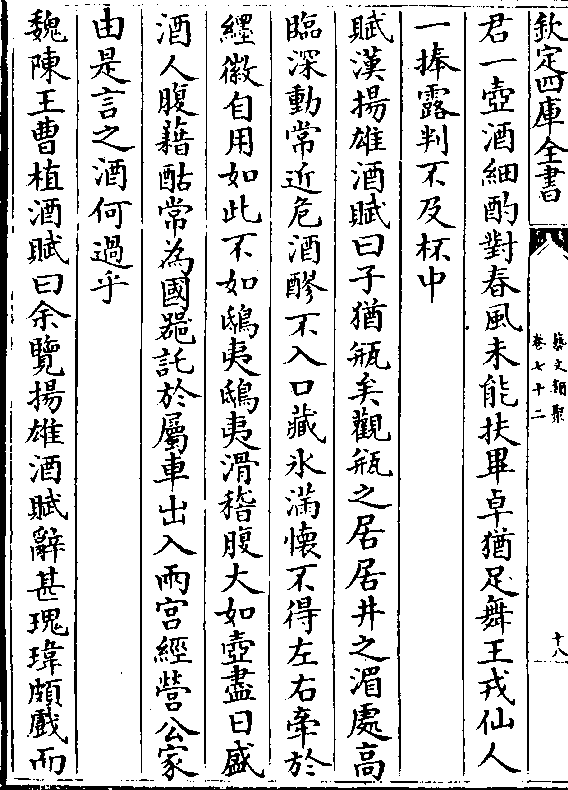 欽定四庫全書
藝文類聚
卷七十二
十八
君一壺酒細酌對春風未能扶畢卓猶足舞王戎仙人
一捧露判不及杯中
賦漢揚雄酒賦曰子猶瓶矣觀瓶之居居井之湄處高
臨深動常近危酒醪不入口藏氷滿懷不得左右牽於
纆徽自用如此不如鴟夷鴟夷滑稽腹大如壺盡日盛
酒人腹藉酤常為國噐託於屬車出入兩宫經營公家
由是言之酒何過乎
魏陳王曹植酒賦曰余覽揚雄酒賦辭甚瑰瑋頗戲而